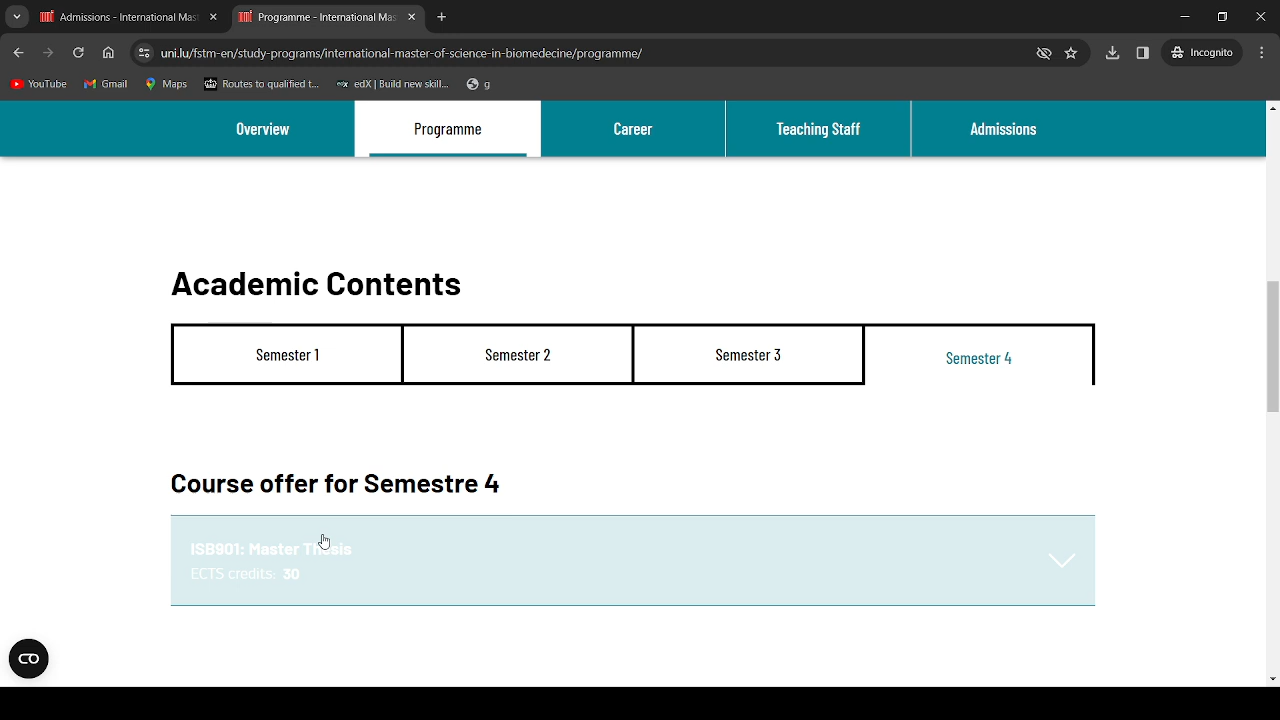 Admissions - International Mas
Programme - International Mas
uni.lu/fstm-en/study-programs/international-master-of-science-in-biomedecine/programme/
Incognito
YouTube
Gmail
Maps
Routes to qualified t...
edX | Build new skill...
g
Overview
Programme
Career
Teaching Staff
Admissions
Academic Contents
Semester 1
Semester 2
Semester 3
Semester 4
Course offer for Semestre 4
ISB901: Master Thesis
ECTS credits: 30